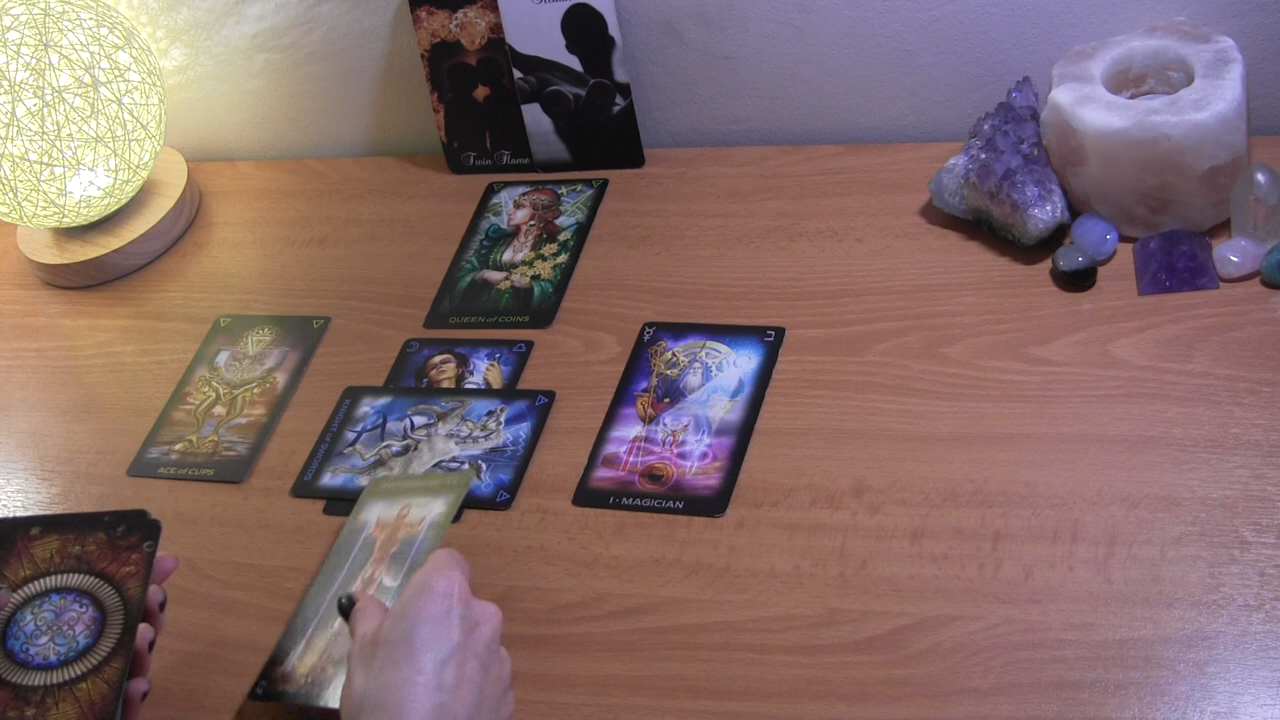 Twin Flame
QUEEN of COINS
ACE of CUPS
KNIGHT OF SWORDS
I · MAGICIAN